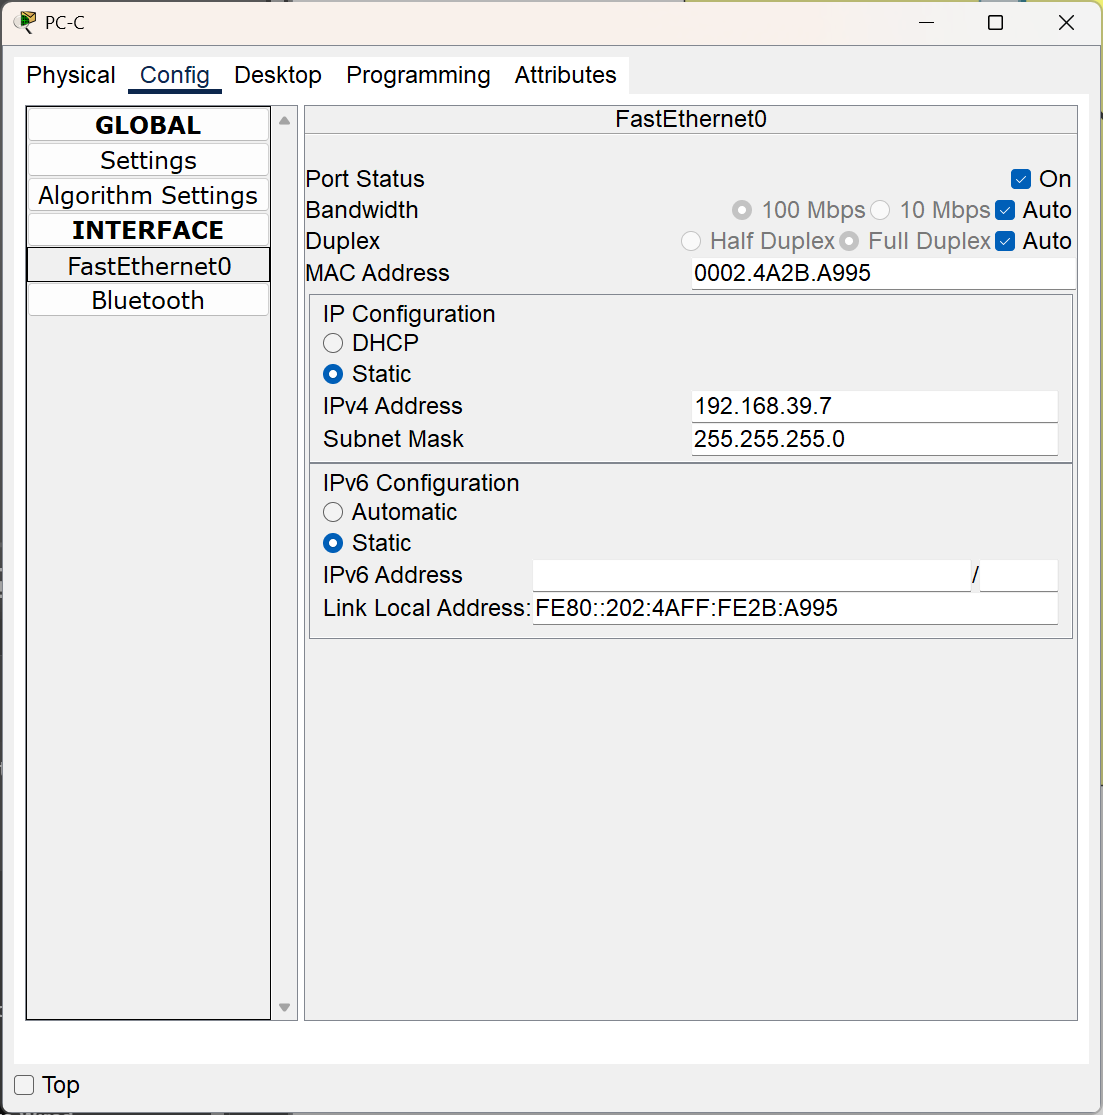 PC-C
Physical Config Desktop Programming Attributes
GLOBAL
Settings
Algorithm Settings
INTERFACE
FastEthernet0
Bluetooth
FastEthernet0
Port Status On
Bandwidth 100 Mbps 10 Mbps Auto
Duplex Half Duplex Full Duplex Auto
MAC Address 0002.4A2B.A995
IP Configuration
DHCP
Static
IPv4 Address 192.168.39.7
Subnet Mask 255.255.255.0
IPv6 Configuration
Automatic
Static
IPv6 Address /
Link Local Address: FE80::202:4AFF:FE2B:A995
Top